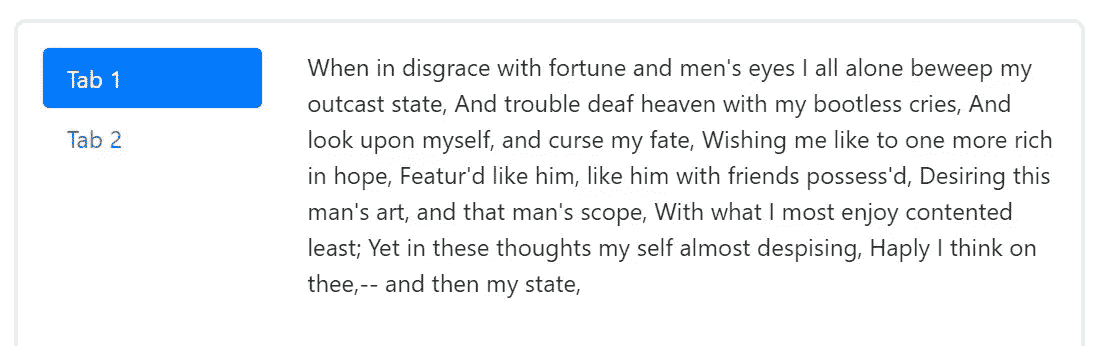 Tab 1
Tab 2
When in disgrace with fortune and men's eyes I all alone beweep my
outcast state, And trouble deaf heaven with my bootless cries, And
look upon myself, and curse my fate, Wishing me like to one more rich
in hope, Featur'd like him, like him with friends possess'd, Desiring this
man's art, and that man's scope, With what I most enjoy contented
least; Yet in these thoughts my self almost despising, Haply I think on
thee,-- and then my state,